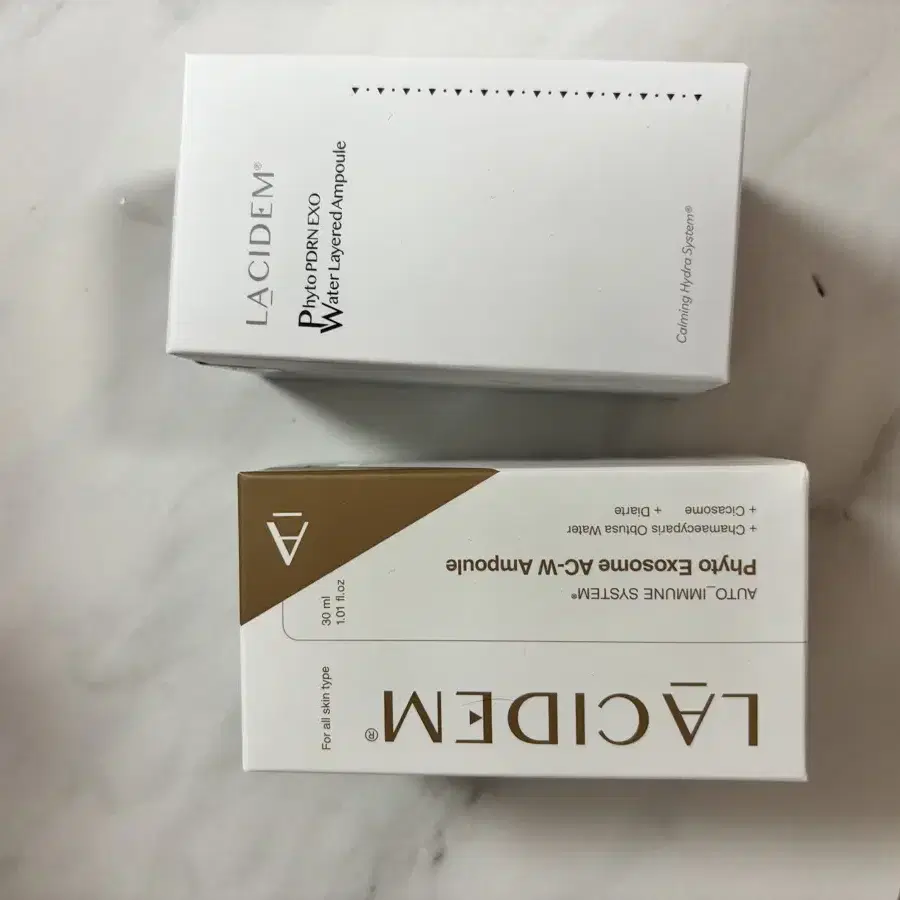 LACIDEM®
Phyto PDRN EXO
Water Layered Ampoule
Calming Hydra System®
LACIDEM®
AUTO_IMMUNE SYSTEM®
Phyto Exosome AC-W Ampoule
+ Chamaecyparis Obtusa Water
+ Cicasome + Diarte
For all skin type
30 ml
1.01 fl.oz
A